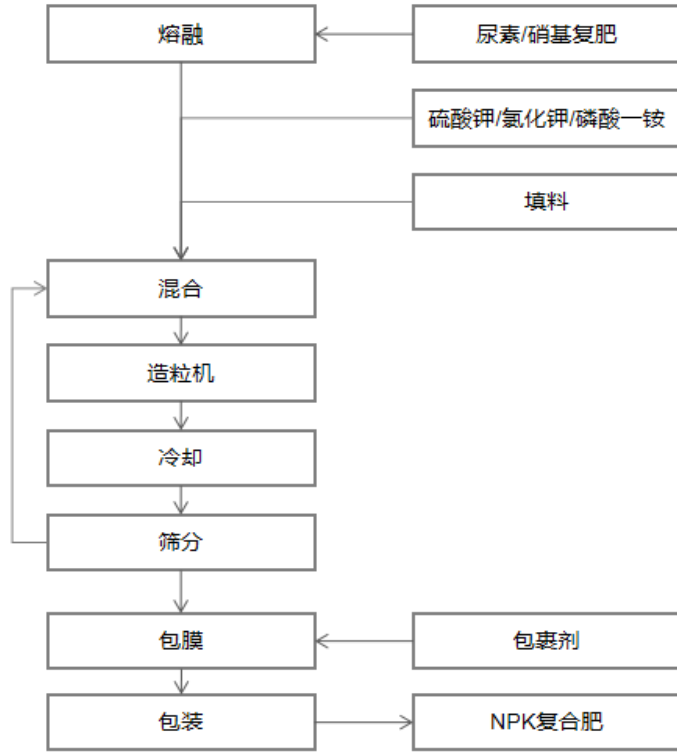 熔融
尿素/硝基复肥
硫酸钾/氯化钾/磷酸一铵
填料
混合
造粒机
冷却
筛分
包膜
包裹剂
包装
NPK复合肥